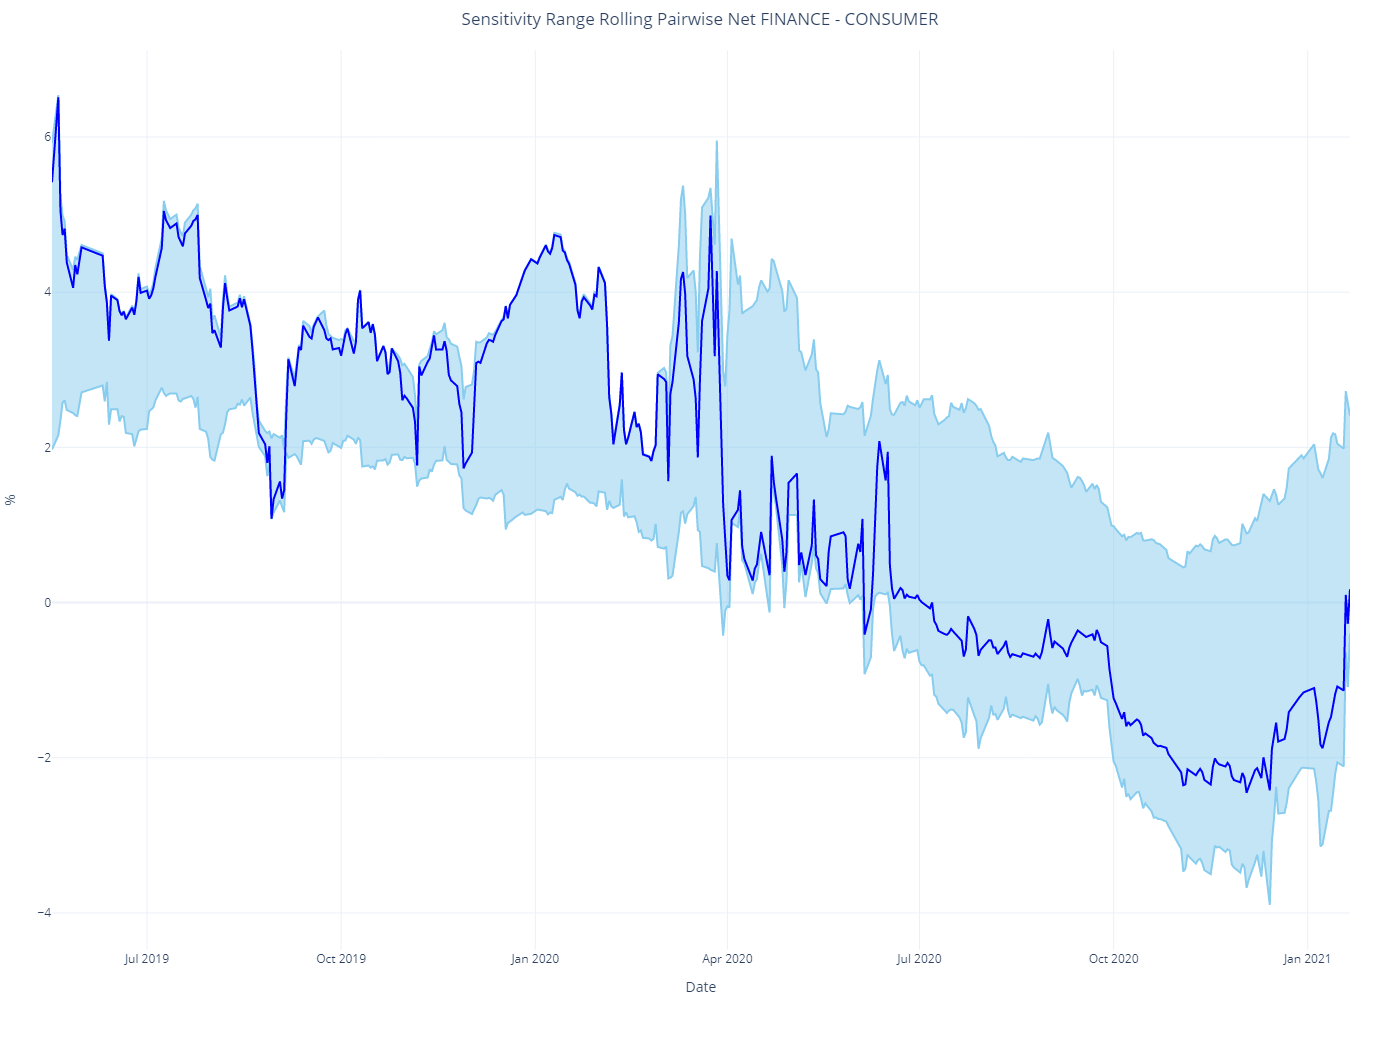 Sensitivity Range Rolling Pairwise Net FINANCE - CONSUMER
6
4
2
0
−2
−4
%
Jul 2019 Oct 2019 Jan 2020 Apr 2020 Jul 2020 Oct 2020 Jan 2021
Date